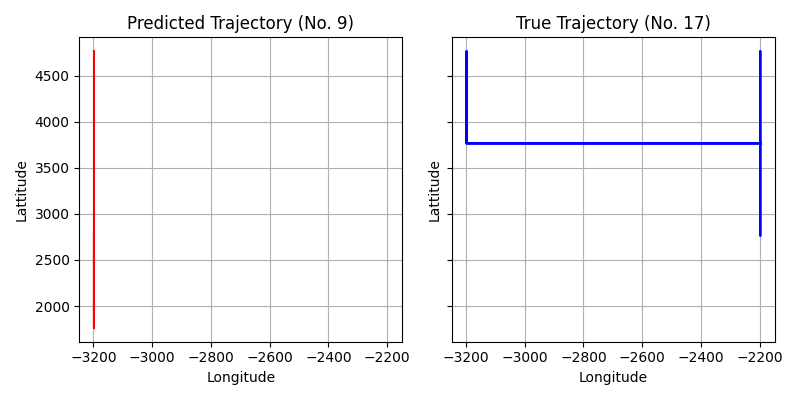 Predicted Trajectory (No. 9)
True Trajectory (No. 17)
4500
4000
3500
3000
2500
2000
Lattitude
Lattitude
−3200 −3000 −2800 −2600 −2400 −2200
−3200 −3000 −2800 −2600 −2400 −2200
Longitude
Longitude